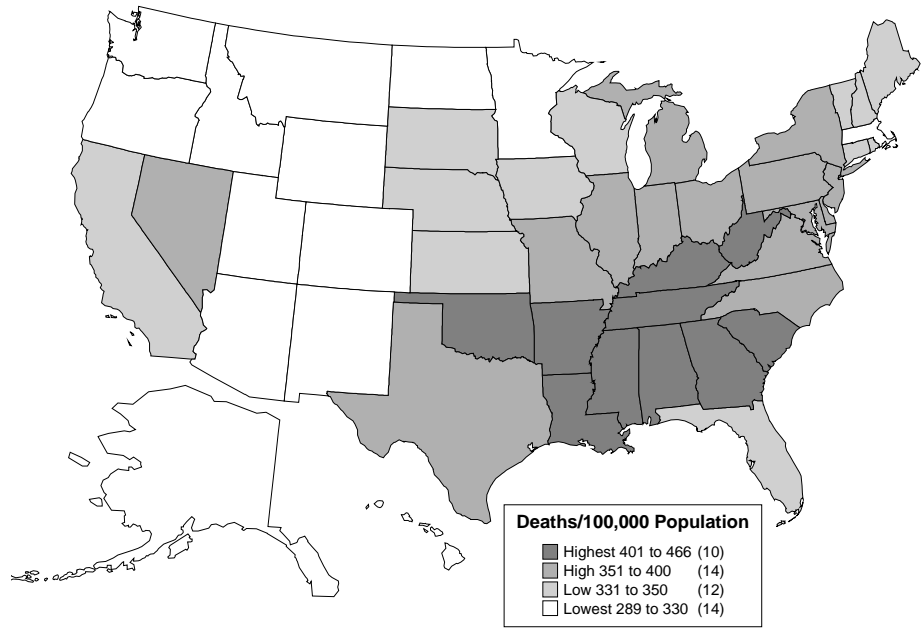 Deaths/100,000 Population
Highest 401 to 466 (10)
High 351 to 400 (14)
Low 331 to 350 (12)
Lowest 289 to 330 (14)